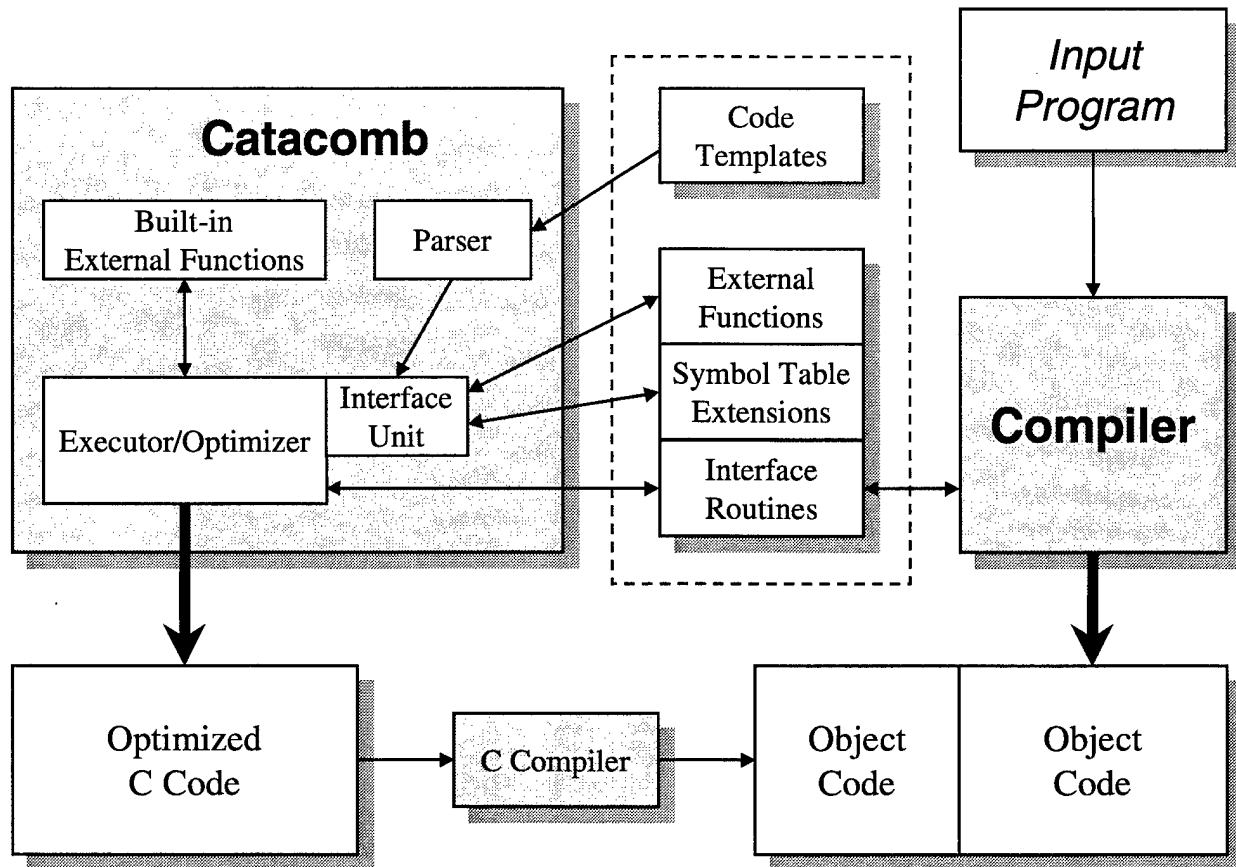 Input
Program
Catacomb
Code
Templates
Built-in
External Functions
Parser
External
Functions
Symbol Table
Extensions
Interface
Routines
Interface
Unit
Executor/Optimizer
Compiler
Optimized
C Code
C Compiler
Object
Code
Object
Code